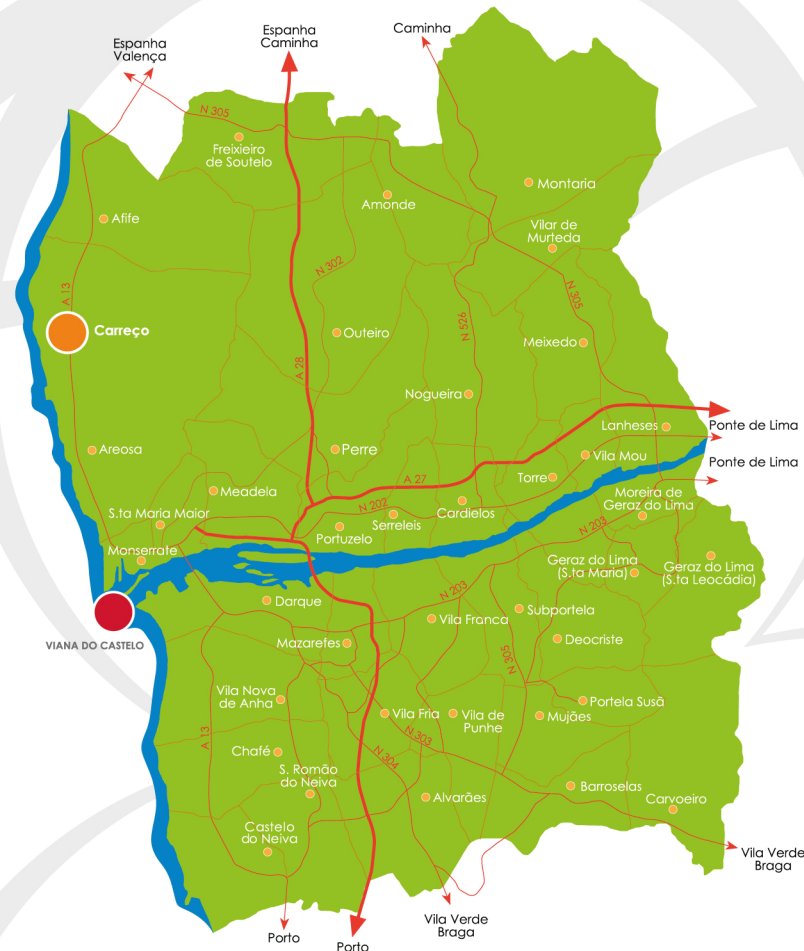 Espanha
Valença
Espanha
Caminha
Caminha
N 305
Freixieiro
de Soutelo
Montaria
Amonde
Afife
Vilar de
Murteda
N 302
A 13
N 305
Carreço
Outeiro
N 526
Meixedo
A 28
Nogueira
Lanheses
Ponte de Lima
Areosa
Perre
Vila Mou
Ponte de Lima
A 27
Torre
Meadela
Moreira de
Geraz do Lima
N 202
Cardielos
S.ta Maria Maior
Serreleis
Portuzelo
N 203
Monserrate
Geraz do Lima
(S.ta Maria)
Geraz do Lima
(S.ta Leocádia)
Darque
N 203
Subportela
Vila Franca
VIANA DO CASTELO
Mazarefes
Deocriste
N 305
Vila Nova
de Anha
Portela Susã
Vila Fria
Vila de
Punhe
Mujães
A 13
N 303
Chafé
N 304
S. Romão
do Neiva
Barroselas
Alvarães
Carvoeiro
Castelo
do Neiva
Vila Verde
Braga
Vila Verde
Braga
Porto
Porto